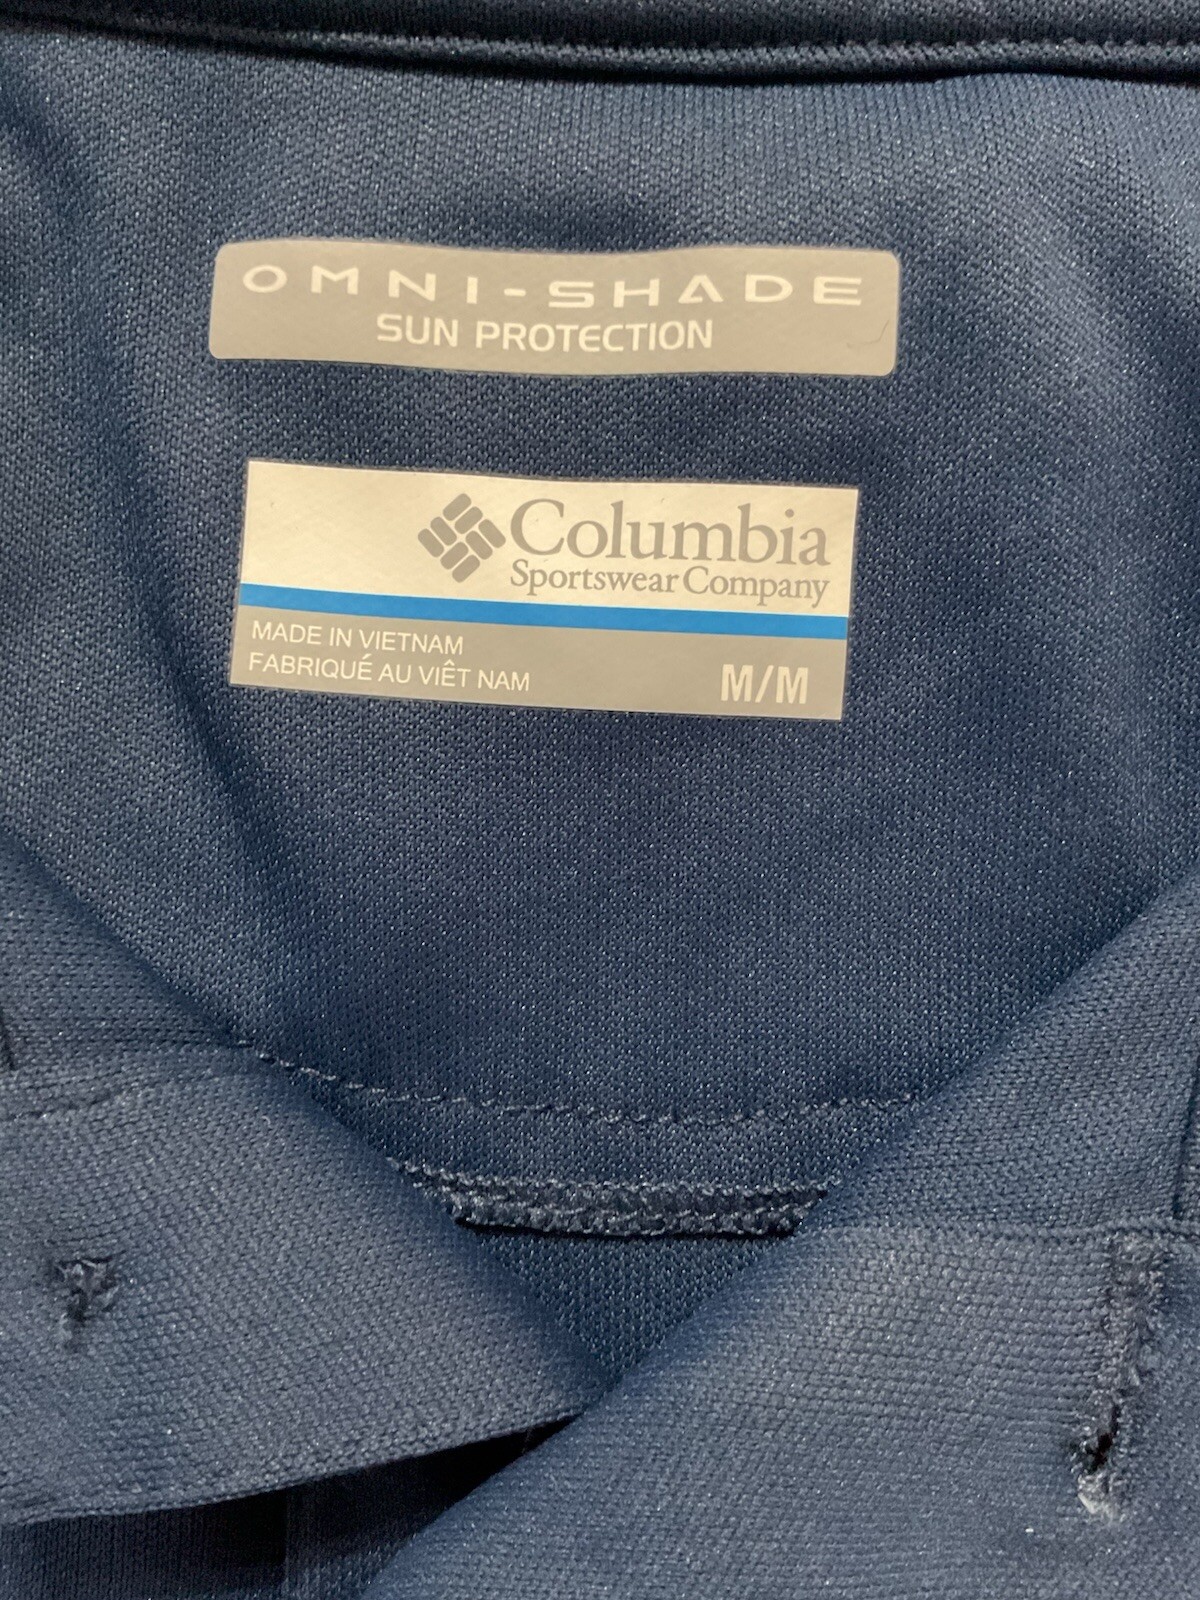 OMNI-SHADE
SUN PROTECTION
Columbia
Sportswear Company
MADE IN VIETNAM
FABRIQUÉ AU VIÊT NAM
M/M